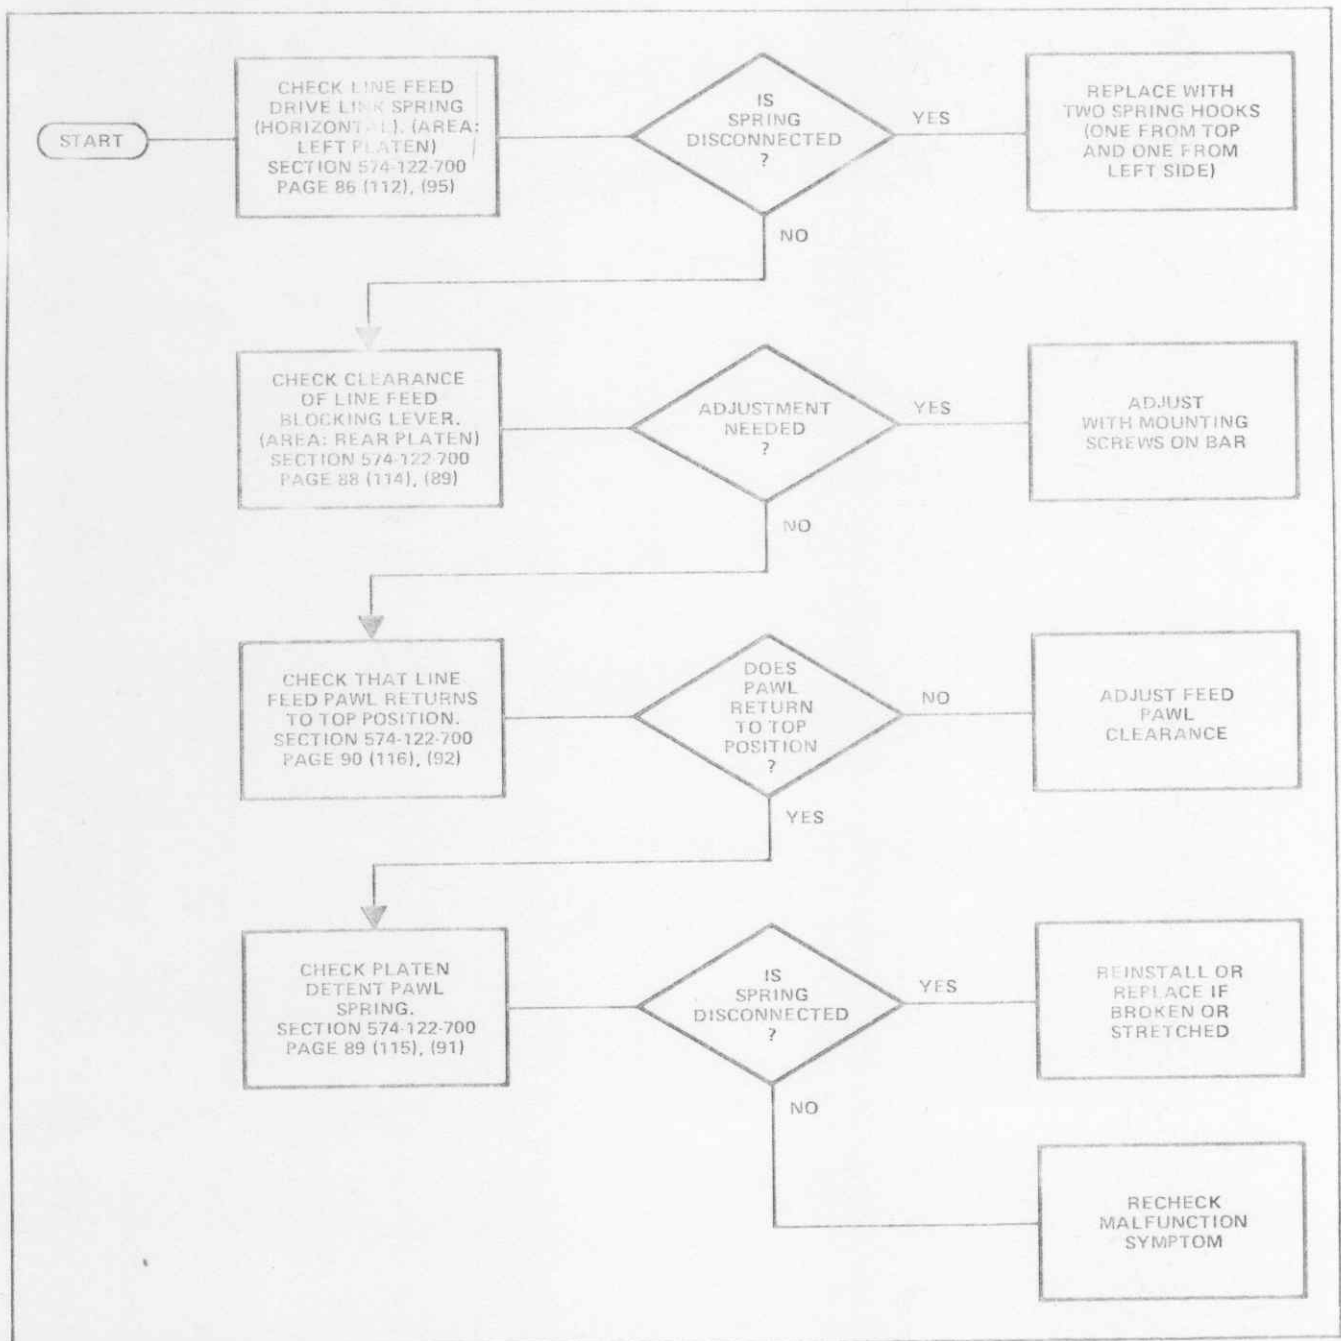 START
CHECK LINE FEED
DRIVE LINK SPRING
(HORIZONTAL). (AREA:
LEFT PLATEN)
SECTION 574-122-700
PAGE 86 (112), (95)
IS
SPRING
DISCONNECTED
?
YES
REPLACE WITH
TWO SPRING HOOKS
(ONE FROM TOP
AND ONE FROM
LEFT SIDE)
NO
CHECK CLEARANCE
OF LINE FEED
BLOCKING LEVER.
(AREA: REAR PLATEN)
SECTION 574-122-700
PAGE 88 (114), (89)
ADJUSTMENT
NEEDED
?
YES
ADJUST
WITH MOUNTING
SCREWS ON BAR
NO
CHECK THAT LINE
FEED PAWL RETURNS
TO TOP POSITION.
SECTION 574-122-700
PAGE 90 (116), (92)
DOES
PAWL
RETURN
TO TOP
POSITION
?
NO
ADJUST FEED
PAWL
CLEARANCE
YES
CHECK PLATEN
DETENT PAWL
SPRING.
SECTION 574-122-700
PAGE 89 (115), (91)
IS
SPRING
DISCONNECTED
?
YES
REINSTALL OR
REPLACE IF
BROKEN OR
STRETCHED
NO
RECHECK
MALFUNCTION
SYMPTOM